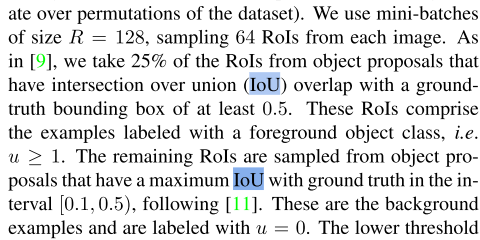 ate over permutations of the dataset). We use mini-batches
of size R = 128, sampling 64 RoIs from each image. As
in [9], we take 25% of the RoIs from object proposals that
have intersection over union (IoU) overlap with a ground-
truth bounding box of at least 0.5. These RoIs comprise
the examples labeled with a foreground object class, i.e.
u ≥ 1. The remaining RoIs are sampled from object pro-
posals that have a maximum IoU with ground truth in the in-
terval [0.1, 0.5), following [11]. These are the background
examples and are labeled with u = 0. The lower threshold